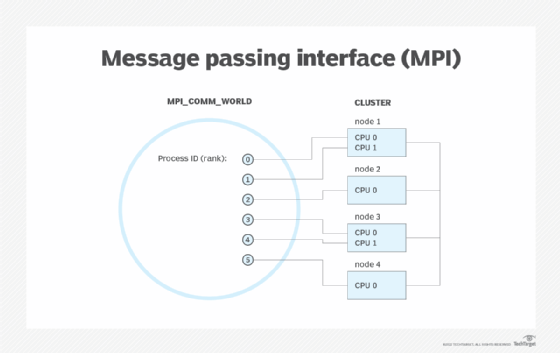 Message passing interface (MPI)
MPI_COMM_WORLD
CLUSTER
Process ID (rank):
0
1
2
3
4
5
node 1
CPU 0
CPU 1
node 2
CPU 0
node 3
CPU 0
CPU 1
node 4
CPU 0
TechTarget